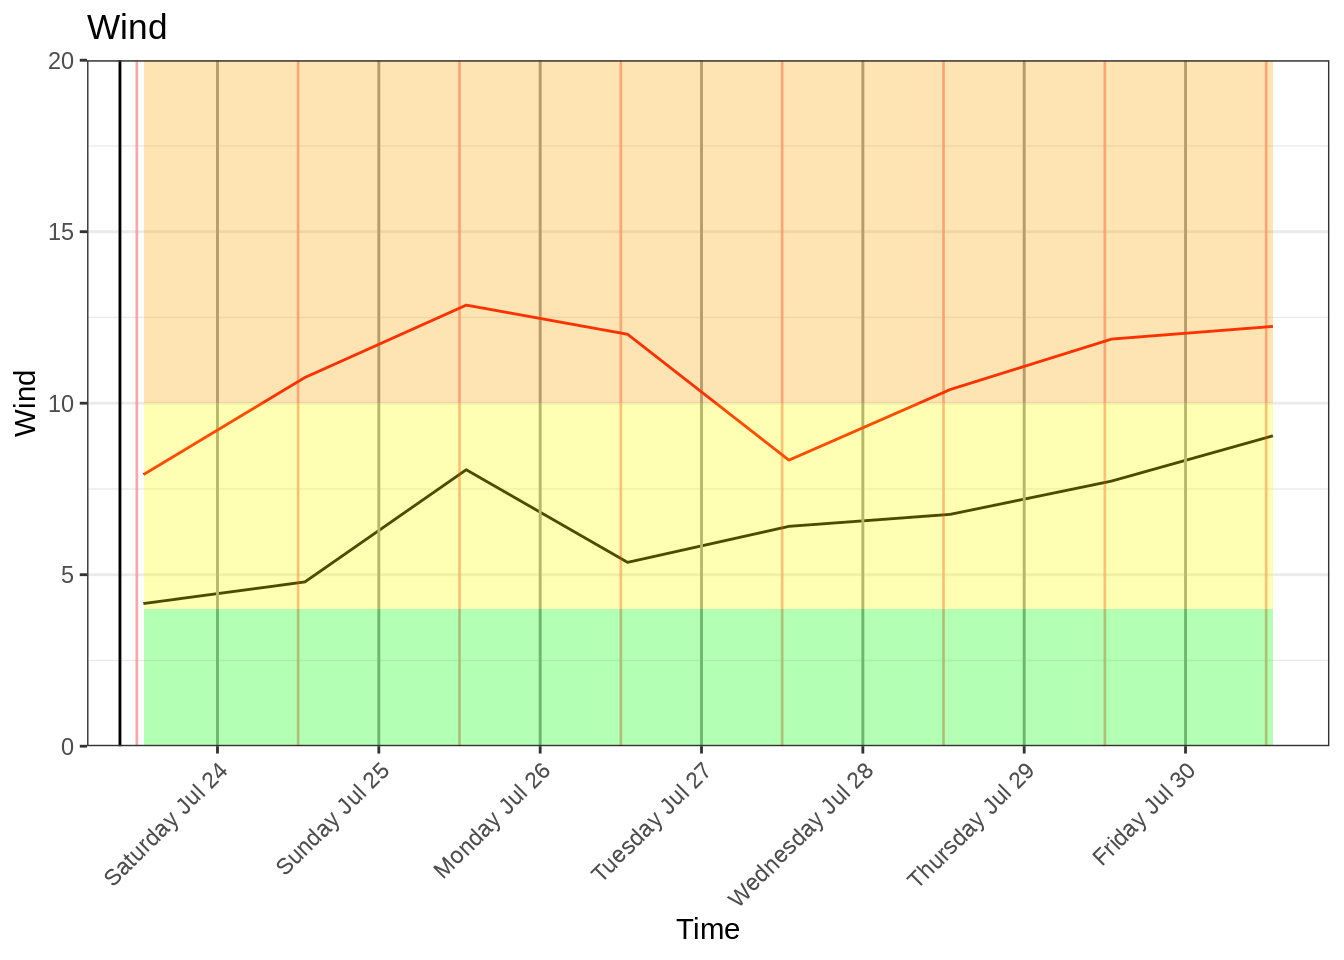 Wind
20
15
10
5
0
Wind
Saturday Jul 24
Sunday Jul 25
Monday Jul 26
Tuesday Jul 27
Wednesday Jul 28
Thursday Jul 29
Friday Jul 30
Time